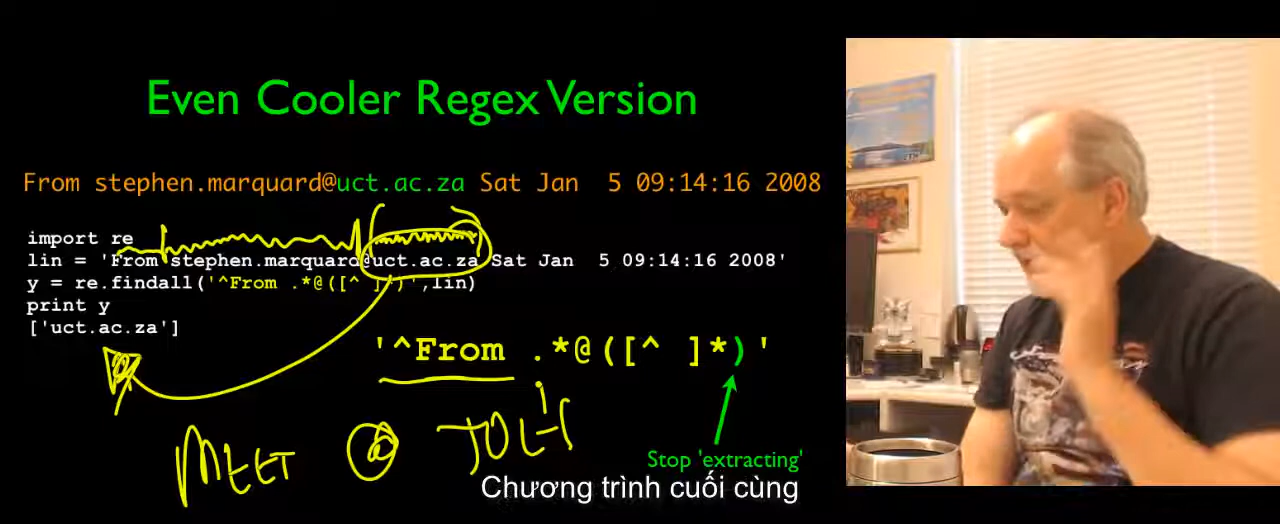 Even Cooler Regex Version
From stephen.marquard@uct.ac.za Sat Jan  5 09:14:16 2008
import re
lin = 'From stephen.marquard@uct.ac.za Sat Jan  5 09:14:16 2008'
y = re.findall('^From .*@([^ ]*)',lin)
print y
['uct.ac.za']
'^From .*@([^ ]*)'
MEET @
Stop 'extracting'
Chương trình cuối cùng